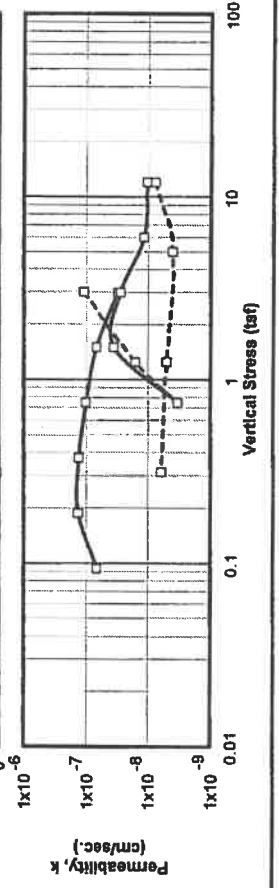 Permeability, k
(cm/sec.)
1x10^-6
1x10^-7
1x10^-8
1x10^-9
0.01
0.1
1
10
100
Vertical Stress (tsf)